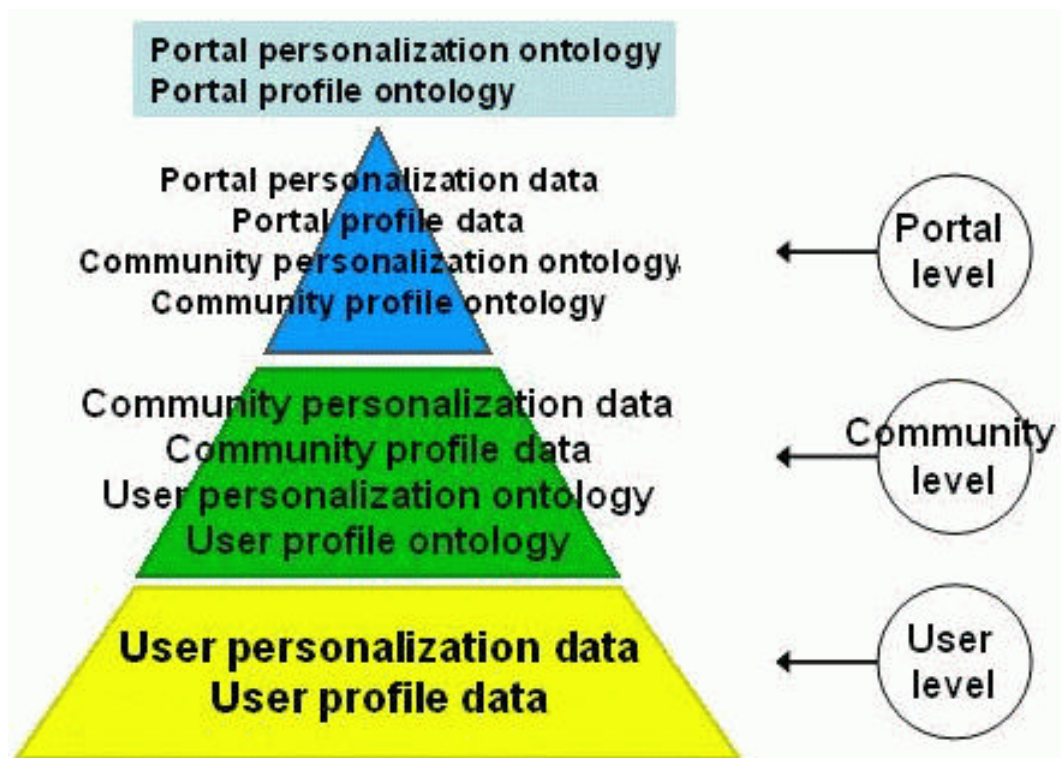 Portal personalization ontology
Portal profile ontology
Portal personalization data
Portal profile data
Community personalization ontology
Community profile ontology
Portal
level
Community personalization data
Community profile data
User personalization ontology
User profile ontology
Community
level
User personalization data
User profile data
User
level